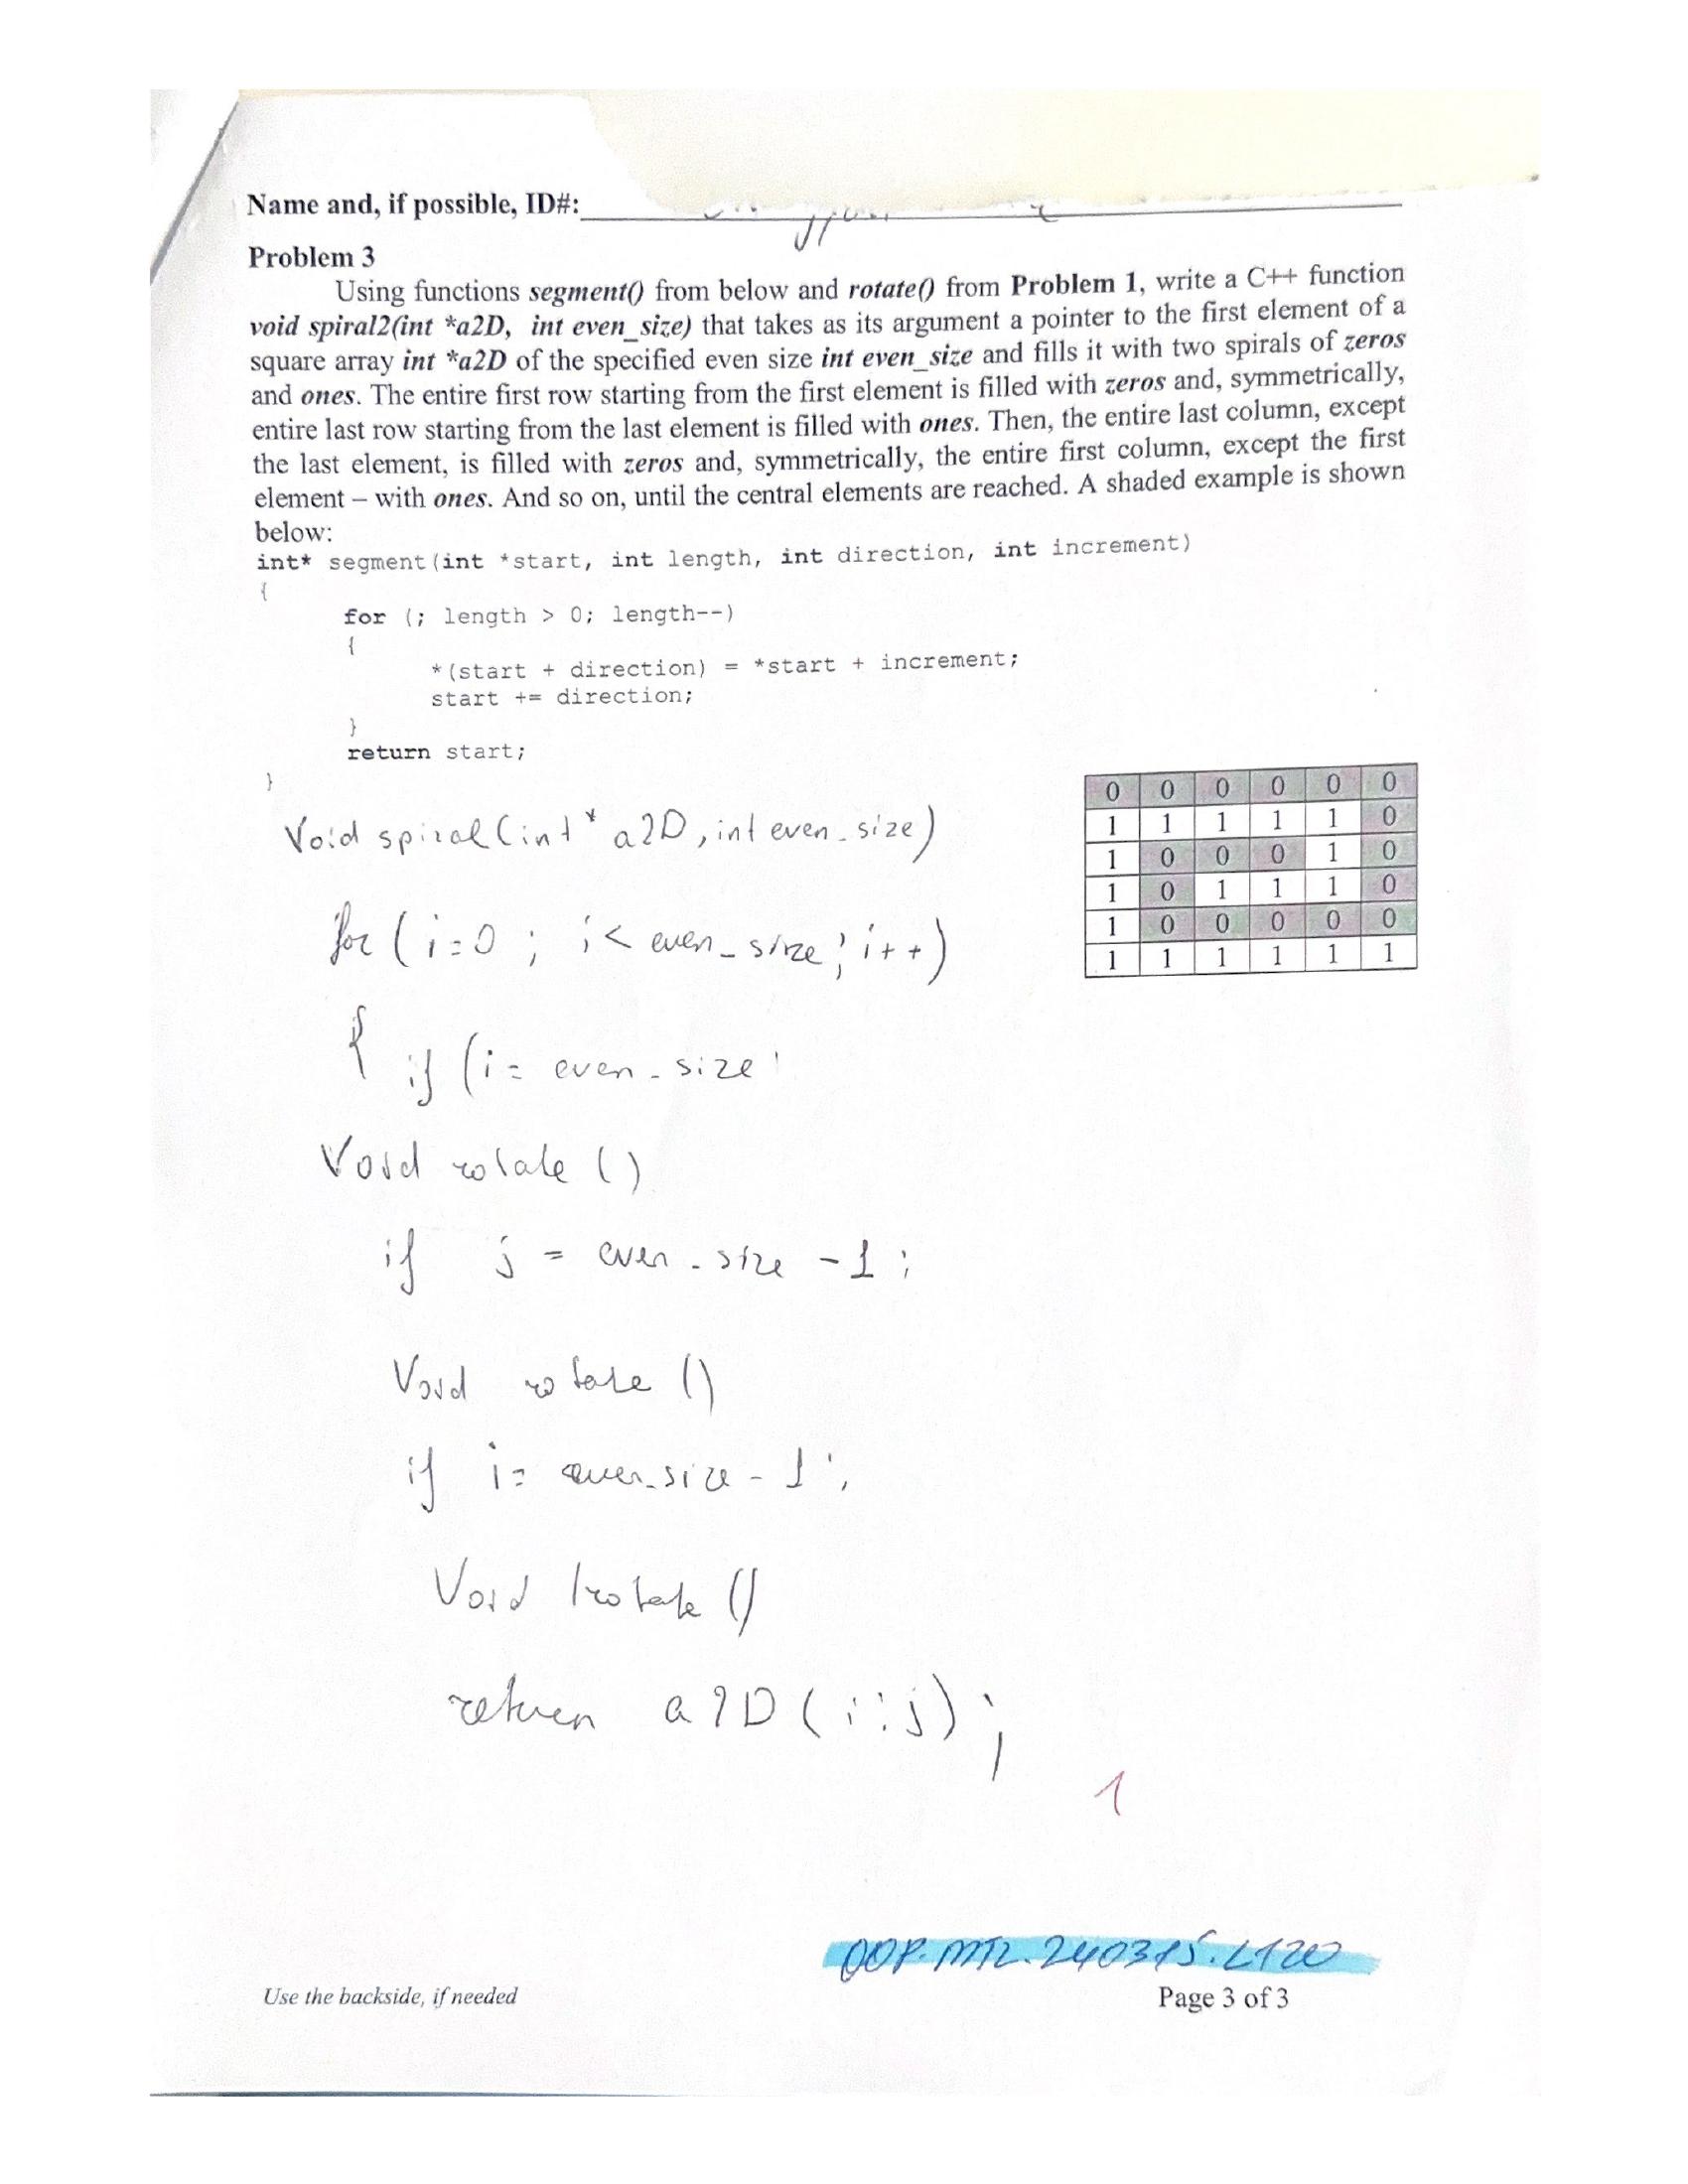 Name and, if possible, ID#:
Problem 3
Using functions segment() from below and rotate() from Problem 1, write a C++ function
void spiral2(int *a2D, int even_size) that takes as its argument a pointer to the first element of a
square array int *a2D of the specified even size int even_size and fills it with two spirals of zeros
and ones. The entire first row starting from the first element is filled with zeros and, symmetrically,
entire last row starting from the last element is filled with ones. Then, the entire last column, except
the last element, is filled with zeros and, symmetrically, the entire first column, except the first
element – with ones. And so on, until the central elements are reached. A shaded example is shown
below:
int* segment(int *start, int length, int direction, int increment)
{
for (; length > 0; length--)
{
*(start + direction) = *start + increment;
start += direction;
}
return start;
}
0 0 0 0 0 0
1 1 1 1 1 0
1 0 0 0 1 0
1 0 1 1 1 0
1 0 0 0 0 0
1 1 1 1 1 1
Void spiral (int * a2D, int even_size)
for ( i=0 ; i< even_size; i++)
{ if (i= even_size
Void rotate ()
if j = even_size -1 ;
Void rotate ()
if i= even_size - 1 ;
Void rotate ()
return a2D (i:j) ;
1
OOP.MT2.240315.L120
Use the backside, if needed
Page 3 of 3